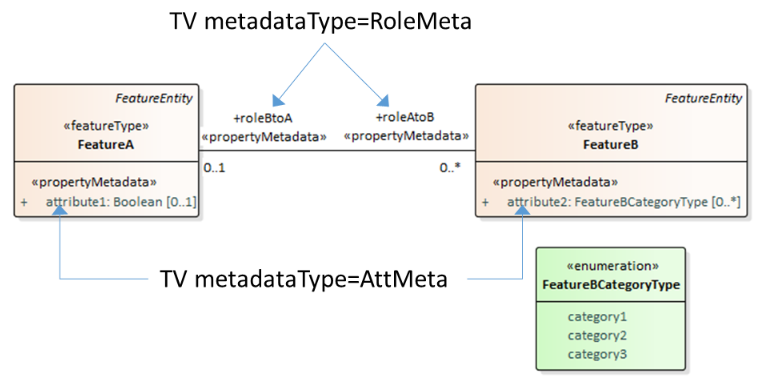 TV metadataType=RoleMeta
FeatureEntity
«featureType»
FeatureA
«propertyMetadata»
+ attribute1: Boolean [0..1]
+roleBtoA
«propertyMetadata»
0..1
+roleAtoB
«propertyMetadata»
0..*
FeatureEntity
«featureType»
FeatureB
«propertyMetadata»
+ attribute2: FeatureBCategoryType [0..*]
TV metadataType=AttMeta
«enumeration»
FeatureBCategoryType
category1
category2
category3